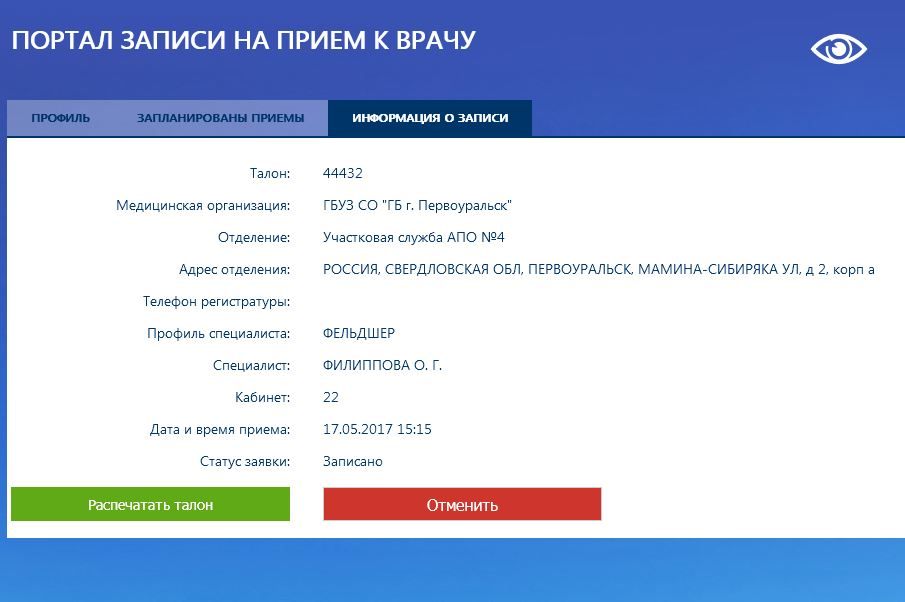 ПОРТАЛ ЗАПИСИ НА ПРИЕМ К ВРАЧУ
ПРОФИЛЬ ЗАПЛАНИРОВАНЫ ПРИЕМЫ ИНФОРМАЦИЯ О ЗАПИСИ
Талон: 44432
Медицинская организация: ГБУЗ СО "ГБ г. Первоуральск"
Отделение: Участковая служба АПО №4
Адрес отделения: РОССИЯ, СВЕРДЛОВСКАЯ ОБЛ, ПЕРВОУРАЛЬСК, МАМИНА-СИБИРЯКА УЛ, д 2, корп а
Телефон регистратуры:
Профиль специалиста: ФЕЛЬДШЕР
Специалист: ФИЛИППОВА О. Г.
Кабинет: 22
Дата и время приема: 17.05.2017 15:15
Статус заявки: Записано
Распечатать талон Отменить